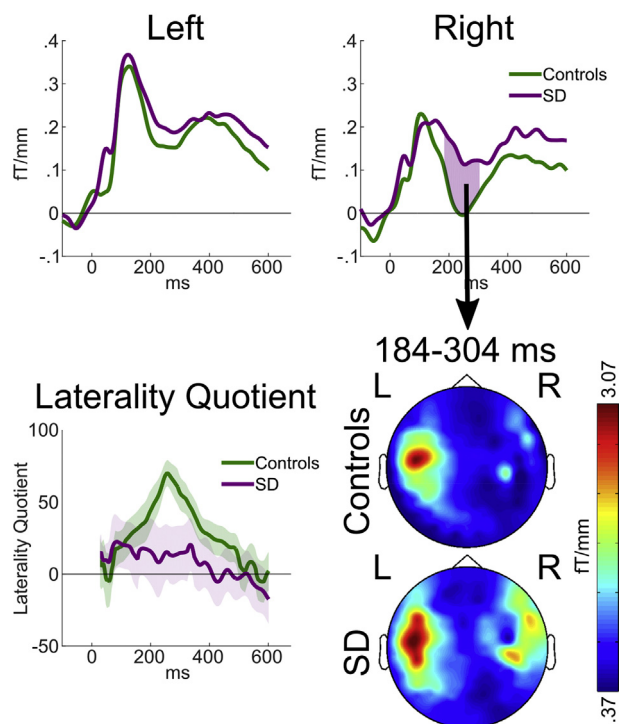 Left
.4
.3
.2
.1
0
-.1
fT/mm
0 200 400 600
ms
Right
.4
.3
.2
.1
0
-.1
fT/mm
0 200 400 600
ms
Controls
SD
184-304 ms
L R
Controls
L R
SD
3.07
fT/mm
.37
Laterality Quotient
100
50
0
-50
Laterality Quotient
0 200 400 600
ms
Controls
SD